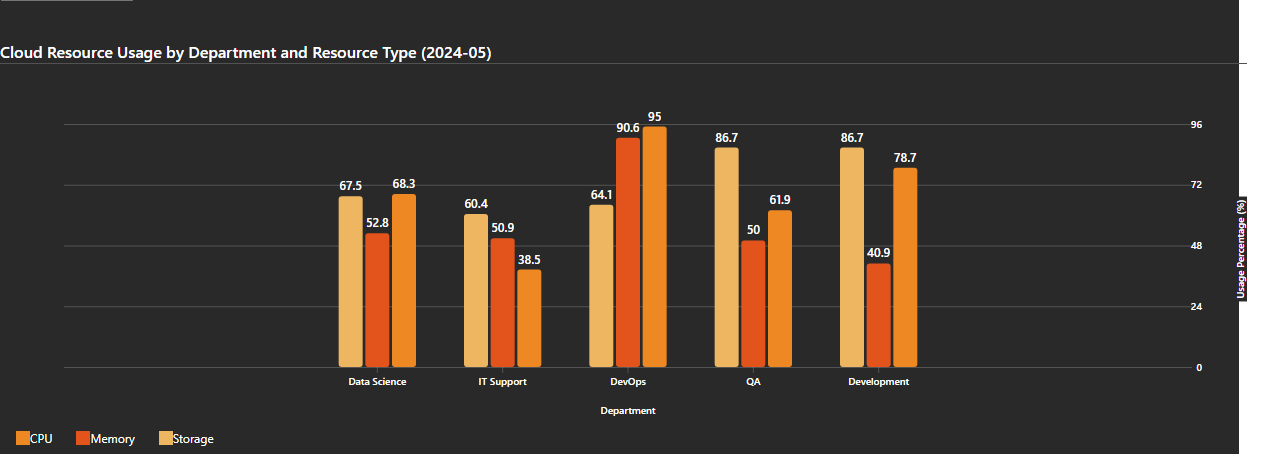 Cloud Resource Usage by Department and Resource Type (2024-05)
95
90.6
96
86.7
86.7
78.7
67.5
68.3
72
64.1
60.4
61.9
52.8
50.9
50
48
40.9
38.5
24
0
Usage Percentage (%)
Data Science
IT Support
DevOps
QA
Development
Department
CPU
Memory
Storage